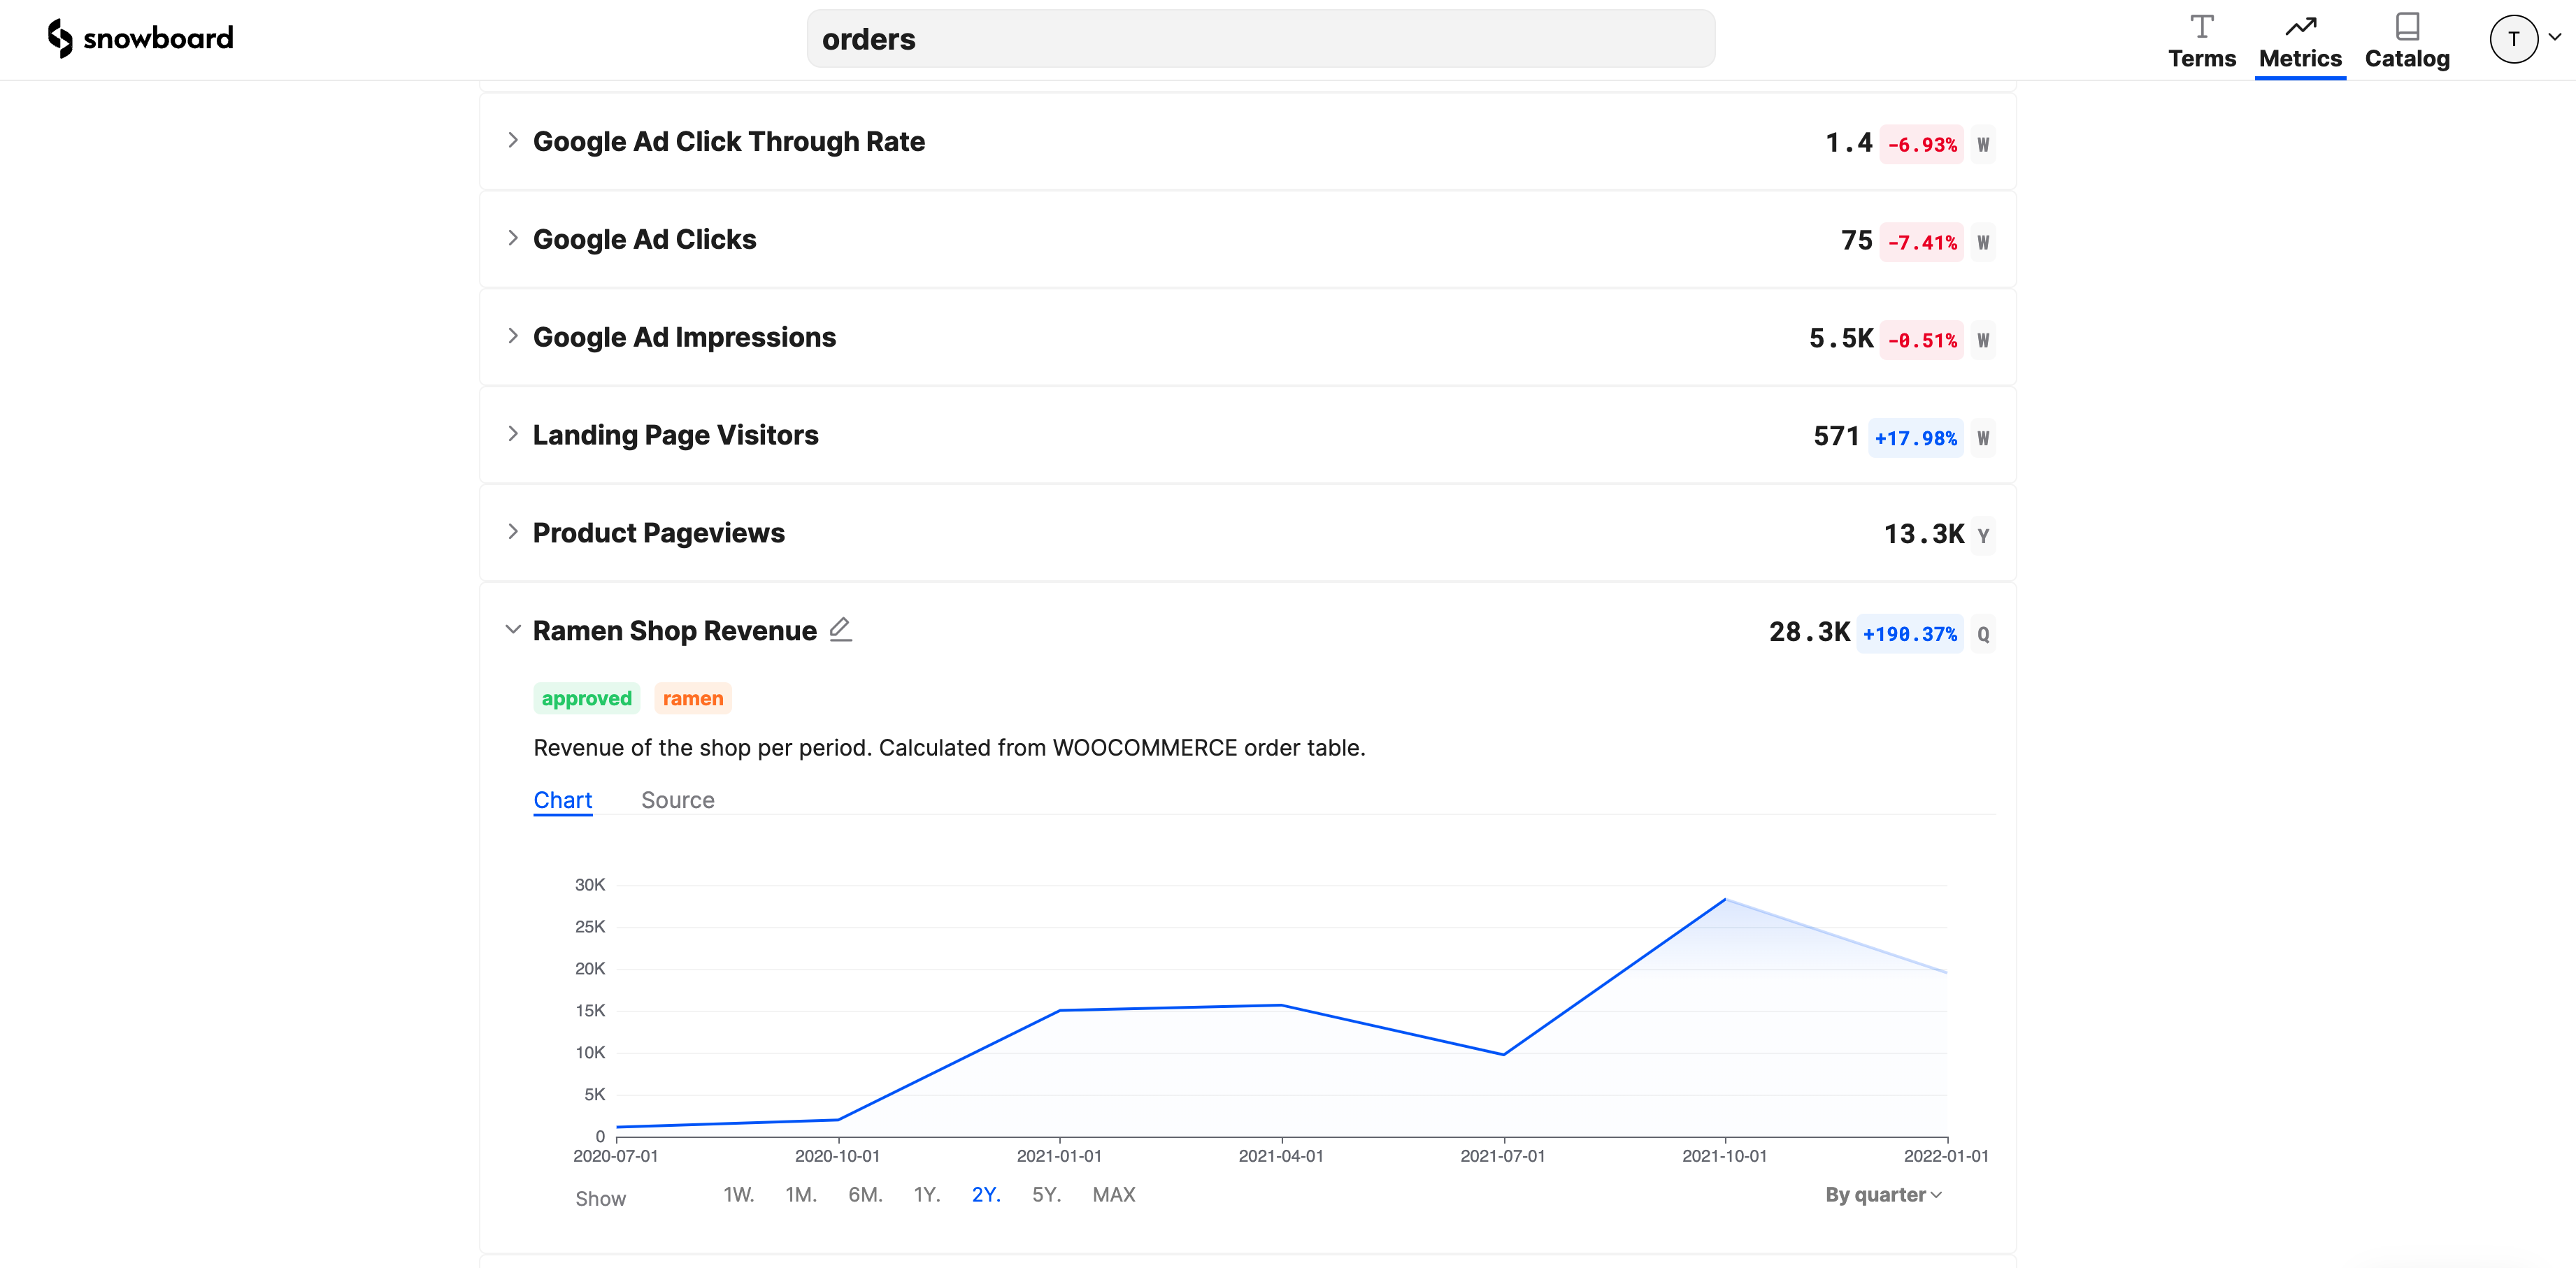 snowboard
orders
Terms Metrics Catalog T
Google Ad Click Through Rate 1.4 -6.93% W
Google Ad Clicks 75 -7.41% W
Google Ad Impressions 5.5K -0.51% W
Landing Page Visitors 571 +17.98% W
Product Pageviews 13.3K Y
Ramen Shop Revenue 28.3K +190.37% Q
approved ramen
Revenue of the shop per period. Calculated from WOOCOMMERCE order table.
Chart Source
30K
25K
20K
15K
10K
5K
0
2020-07-01 2020-10-01 2021-01-01 2021-04-01 2021-07-01 2021-10-01 2022-01-01
Show 1W. 1M. 6M. 1Y. 2Y. 5Y. MAX By quarter